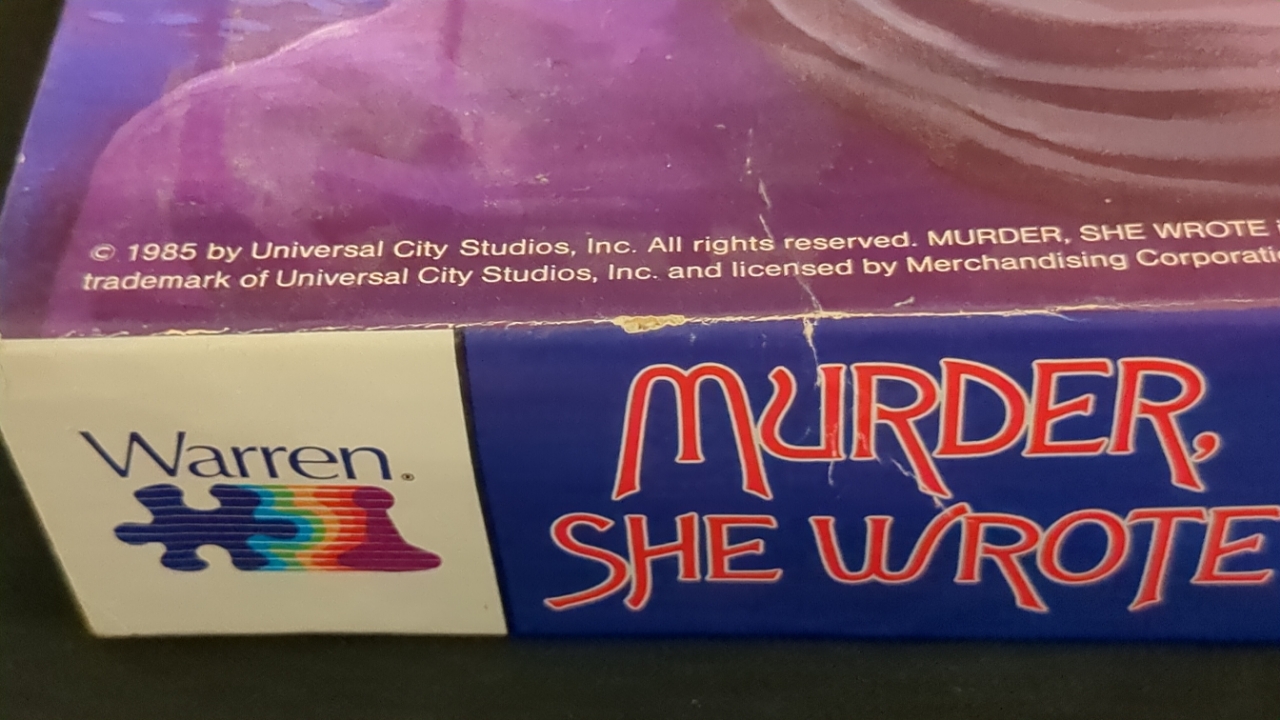 © 1985 by Universal City Studios, Inc. All rights reserved. MURDER, SHE WROTE
trademark of Universal City Studios, Inc. and licensed by Merchandising
Warren®
MURDER,
SHE WROTE